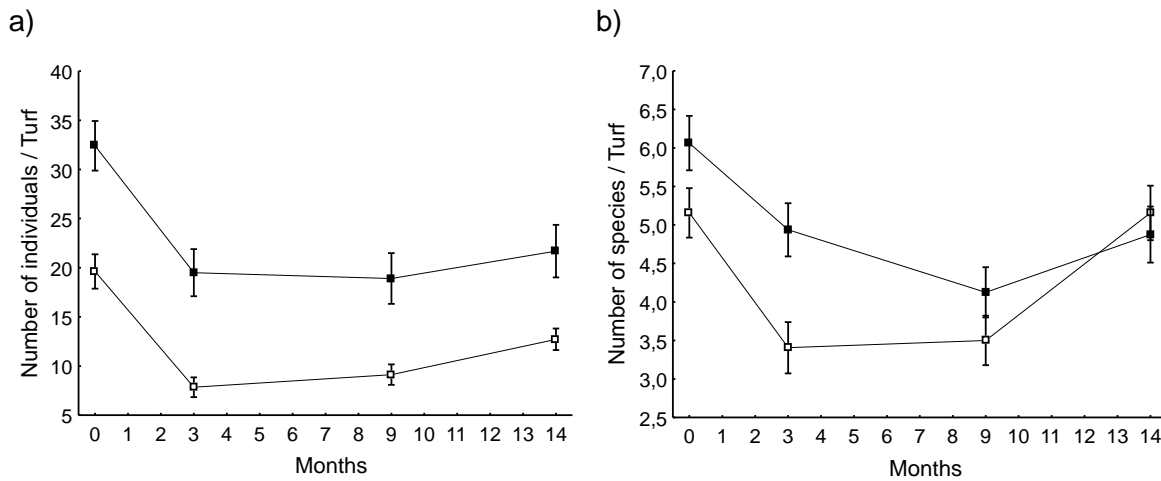 a)
Number of individuals / Turf
40
35
30
25
20
15
10
5
0 1 2 3 4 5 6 7 8 9 10 11 12 13 14
Months
b)
Number of species / Turf
7,0
6,5
6,0
5,5
5,0
4,5
4,0
3,5
3,0
2,5
0 1 2 3 4 5 6 7 8 9 10 11 12 13 14
Months